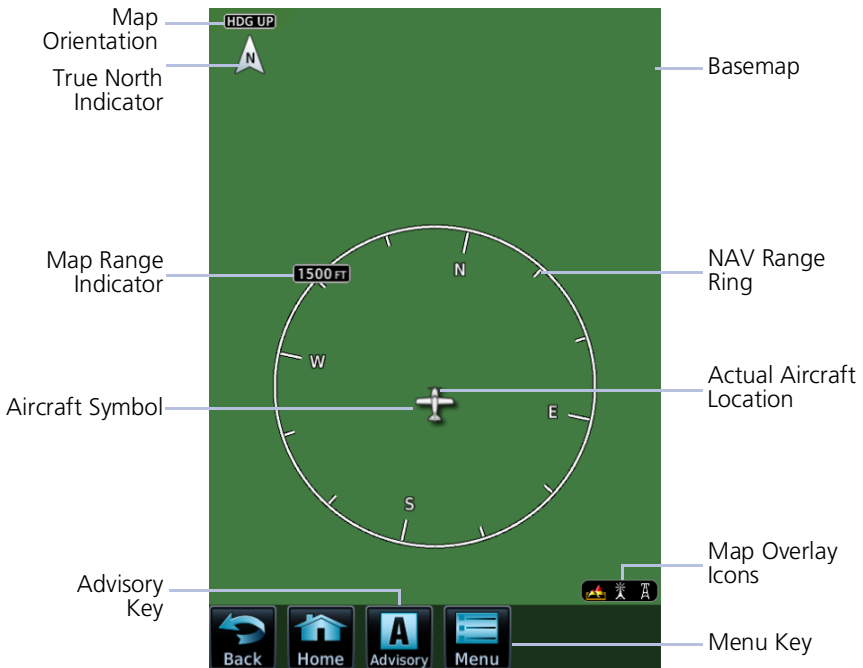 Map
Orientation
HDG UP
N
True North
Indicator
Basemap
Map Range
Indicator
1500 FT
N
NAV Range
Ring
W
Actual Aircraft
Location
Aircraft Symbol
E
S
Map Overlay
Icons
Advisory
Key
Back
Home
A
Advisory
Menu
Menu Key